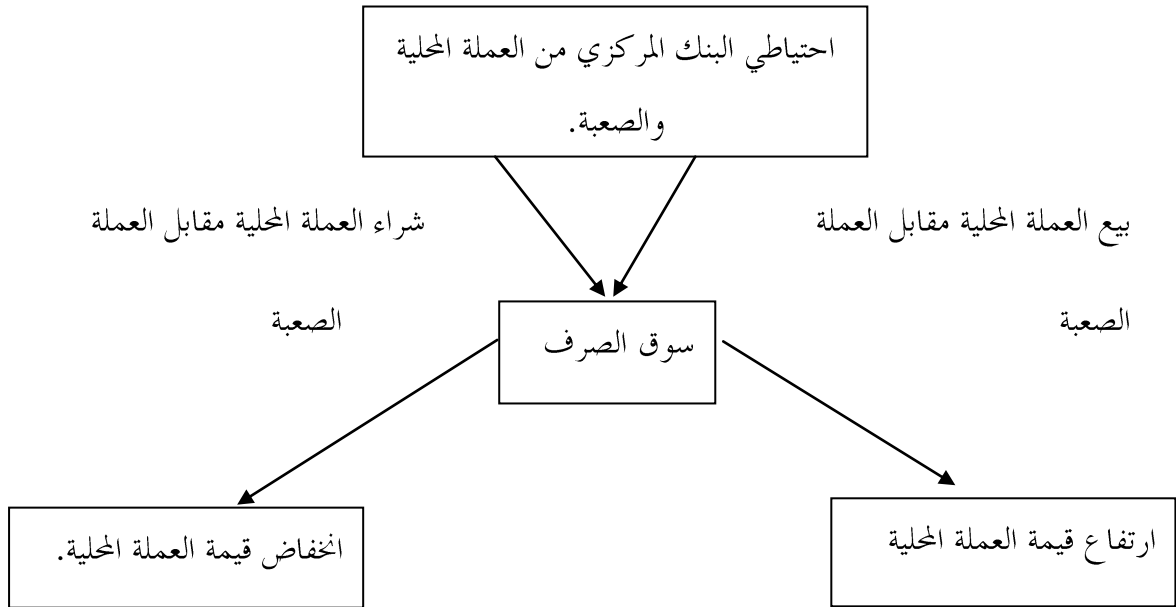 احتياطي البنك المركزي من العملة المحلية
والصعبة.
بيع العملة المحلية مقابل العملة
الصعبة
شراء العملة المحلية مقابل العملة
الصعبة
سوق الصرف
ارتفاع قيمة العملة المحلية
انخفاض قيمة العملة المحلية.